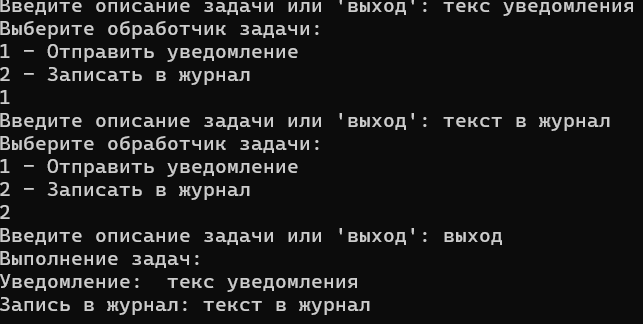 Введите описание задачи или 'выход': текс уведомления
Выберите обработчик задачи:
1 – Отправить уведомление
2 – Записать в журнал
1
Введите описание задачи или 'выход': текст в журнал
Выберите обработчик задачи:
1 – Отправить уведомление
2 – Записать в журнал
2
Введите описание задачи или 'выход': выход
Выполнение задач:
Уведомление:  текс уведомления
Запись в журнал: текст в журнал